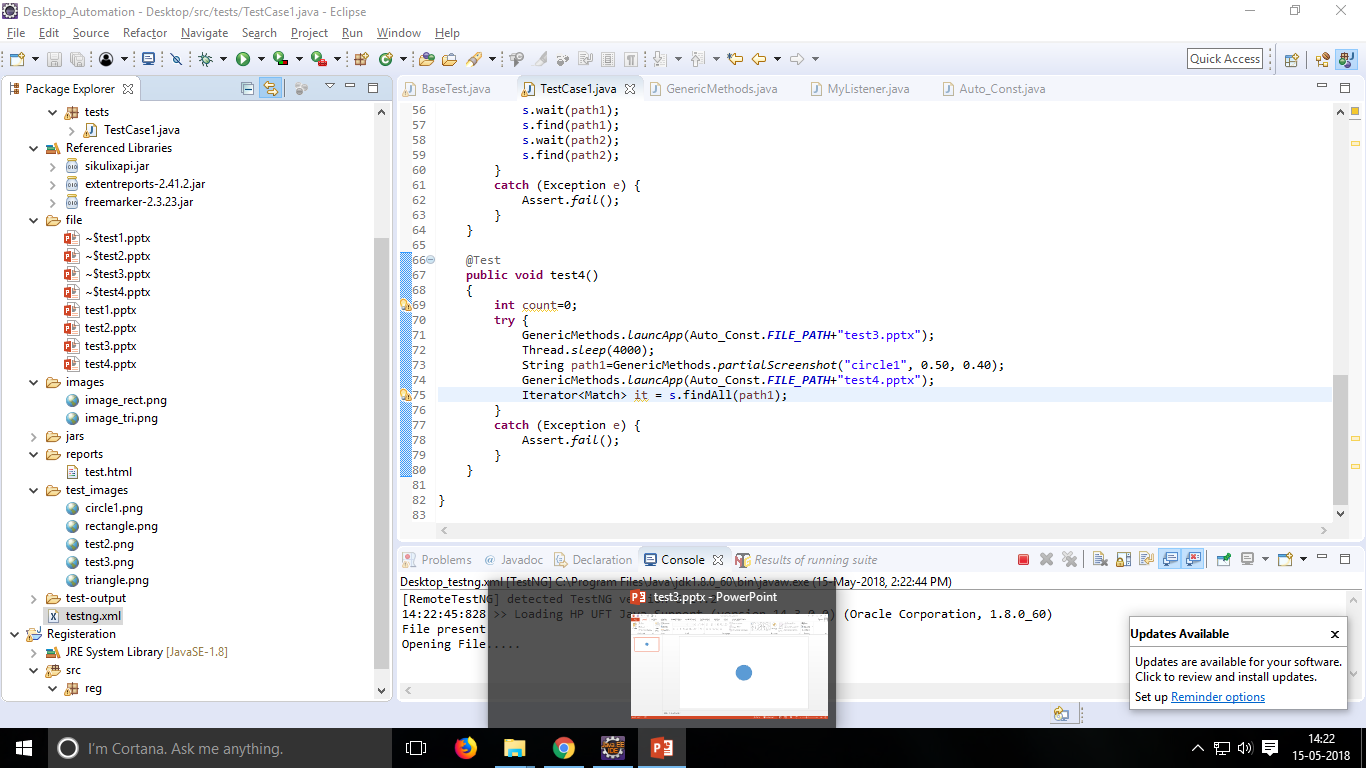 Desktop_Automation - Desktop/src/tests/TestCase1.java - Eclipse
File Edit Source Refactor Navigate Search Project Run Window Help
Quick Access
Package Explorer
tests
TestCase1.java
Referenced Libraries
sikulixapi.jar
extentreports-2.41.2.jar
freemarker-2.3.23.jar
file
~$test1.pptx
~$test2.pptx
~$test3.pptx
~$test4.pptx
test1.pptx
test2.pptx
test3.pptx
test4.pptx
images
image_rect.png
image_tri.png
jars
reports
test.html
test_images
circle1.png
rectangle.png
test2.png
test3.png
triangle.png
test-output
testng.xml
Registeration
JRE System Library [JavaSE-1.8]
src
reg
BaseTest.java TestCase1.java GenericMethods.java MyListener.java Auto_Const.java
56 s.wait(path1);
57 s.find(path1);
58 s.wait(path2);
59 s.find(path2);
60 }
61 catch (Exception e) {
62 Assert.fail();
63 }
64 }
65
66 @Test
67 public void test4()
68 {
69 int count=0;
70 try {
71 GenericMethods.launcApp(Auto_Const.FILE_PATH+"test3.pptx");
72 Thread.sleep(4000);
73 String path1=GenericMethods.partialScreenshot("circle1", 0.50, 0.40);
74 GenericMethods.launcApp(Auto_Const.FILE_PATH+"test4.pptx");
75 Iterator<Match> it = s.findAll(path1);
76 }
77 catch (Exception e) {
78 Assert.fail();
79 }
80 }
81
82 }
83
Problems Javadoc Declaration Console Results of running suite
Desktop_testng.xml [TestNG] C:\Program Files\Java\jdk1.8.0_60\bin\javaw.exe (15-May-2018, 2:22:44 PM)
[RemoteTestNG] detected TestNG
14:22:45:828 >> Loading HP UFT Java Support (version 14.3.0.0) (Oracle Corporation, 1.8.0_60)
File present
Opening File.....
test3.pptx - PowerPoint
Updates Available
Updates are available for your software.
Click to review and install updates.
Set up Reminder options
I'm Cortana. Ask me anything.
14:22
15-05-2018